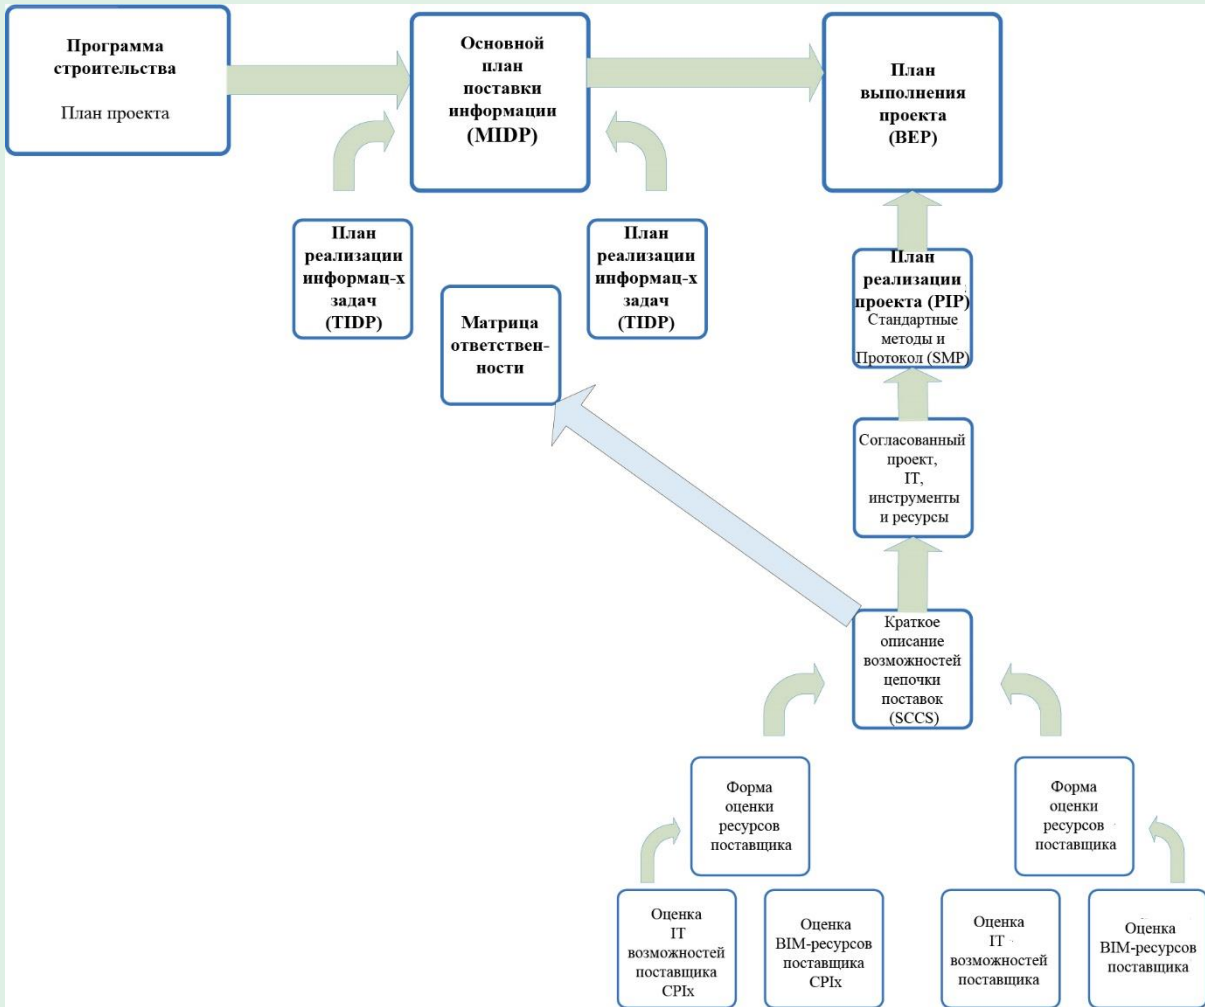 Программа
строительства
План проекта
Основной
план
поставки
информации
(MIDP)
План
выполнения
проекта
(BEP)
План
реализации
информац-х
задач
(TIDP)
План
реализации
информац-х
задач
(TIDP)
Матрица
ответствен-
ности
План
реализации
проекта (PIP)
Стандартные
методы и
Протокол (SMP)
Согласованный
проект,
IT,
инструменты
и ресурсы
Краткое
описание
возможностей
цепочки
поставок
(SCCS)
Форма
оценки
ресурсов
поставщика
Форма
оценки
ресурсов
поставщика
Оценка
IT
возможностей
поставщика
CPIx
Оценка
BIM-ресурсов
поставщика
CPIx
Оценка
IT
возможностей
поставщика
Оценка
BIM-ресурсов
поставщика